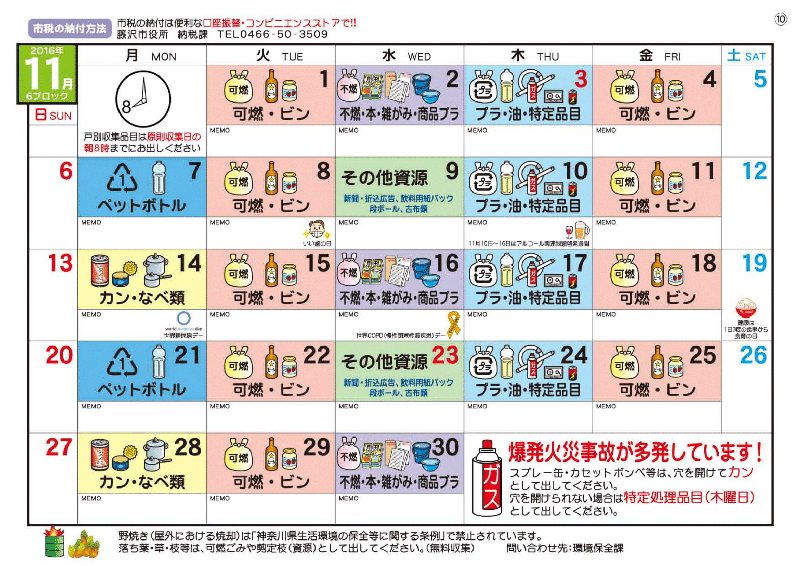 市税の納付方法
市税の納付は便利な口座振替・コンビニエンスストアで!!
藤沢市役所 納税課 TEL0466-50-3509
⑩
2016年
11月
6ブロック
日 SUN
月 MON
火 TUE
水 WED
木 THU
金 FRI
土 SAT
8
戸別収集品目は原則収集日の
朝8時までにお出しください
1
可燃
可燃・ビン
MEMO
2
不燃
不燃・本・雑がみ・商品プラ
MEMO
3
プラ
プラ・油・特定品目
MEMO
4
可燃
可燃・ビン
MEMO
5
6
7
1
ペットボトル
MEMO
8
可燃
可燃・ビン
MEMO
いい歯の日
9
その他資源
新聞・折込広告、飲料用紙パック
段ボール、古布類
MEMO
10
プラ
プラ・油・特定品目
MEMO
11月10日~16日はアルコール関連問題啓発週間
11
可燃
可燃・ビン
MEMO
12
13
14
カン・なべ類
MEMO
世界糖尿病デー
15
可燃
可燃・ビン
MEMO
16
不燃
不燃・本・雑がみ・商品プラ
MEMO
世界COPD(慢性閉塞性肺疾患)デー
17
プラ
プラ・油・特定品目
MEMO
18
可燃
可燃・ビン
MEMO
19
健康は
1日3回の食事から
食育の日
20
21
1
ペットボトル
MEMO
22
可燃
可燃・ビン
MEMO
23
その他資源
新聞・折込広告、飲料用紙パック
段ボール、古布類
MEMO
24
プラ
プラ・油・特定品目
MEMO
25
可燃
可燃・ビン
MEMO
26
27
28
カン・なべ類
MEMO
29
可燃
可燃・ビン
MEMO
30
不燃
不燃・本・雑がみ・商品プラ
MEMO
ガス
爆発火災事故が多発しています!
スプレー缶・カセットボンベ等は、穴を開けてカン
として出してください。
穴を開けられない場合は特定処理品目(木曜日)
として出してください。
野焼き(屋外における焼却)は「神奈川県生活環境の保全等に関する条例」で禁止されています。
落ち葉・草・枝等は、可燃ごみや剪定枝(資源)として出してください。(無料収集) 問い合わせ先:環境保全課